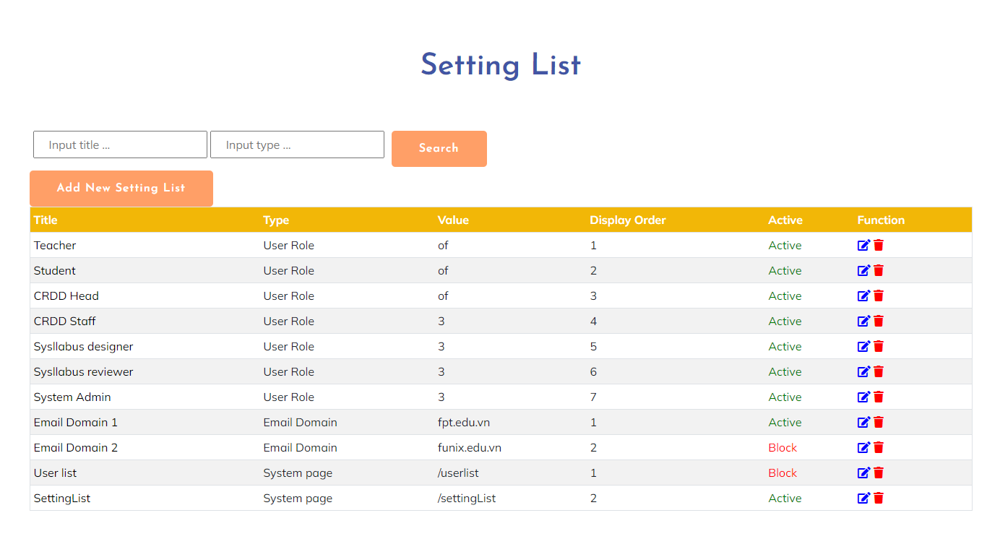 Setting List
Input title ... Input type ... Search
Add New Setting List
Title Type Value Display Order Active Function
Teacher User Role of 1 Active
Student User Role of 2 Active
CRDD Head User Role of 3 Active
CRDD Staff User Role 3 4 Active
Sysllabus designer User Role 3 5 Active
Sysllabus reviewer User Role 3 6 Active
System Admin User Role 3 7 Active
Email Domain 1 Email Domain fpt.edu.vn 1 Active
Email Domain 2 Email Domain funix.edu.vn 2 Block
User list System page /userlist 1 Block
SettingList System page /settingList 2 Active